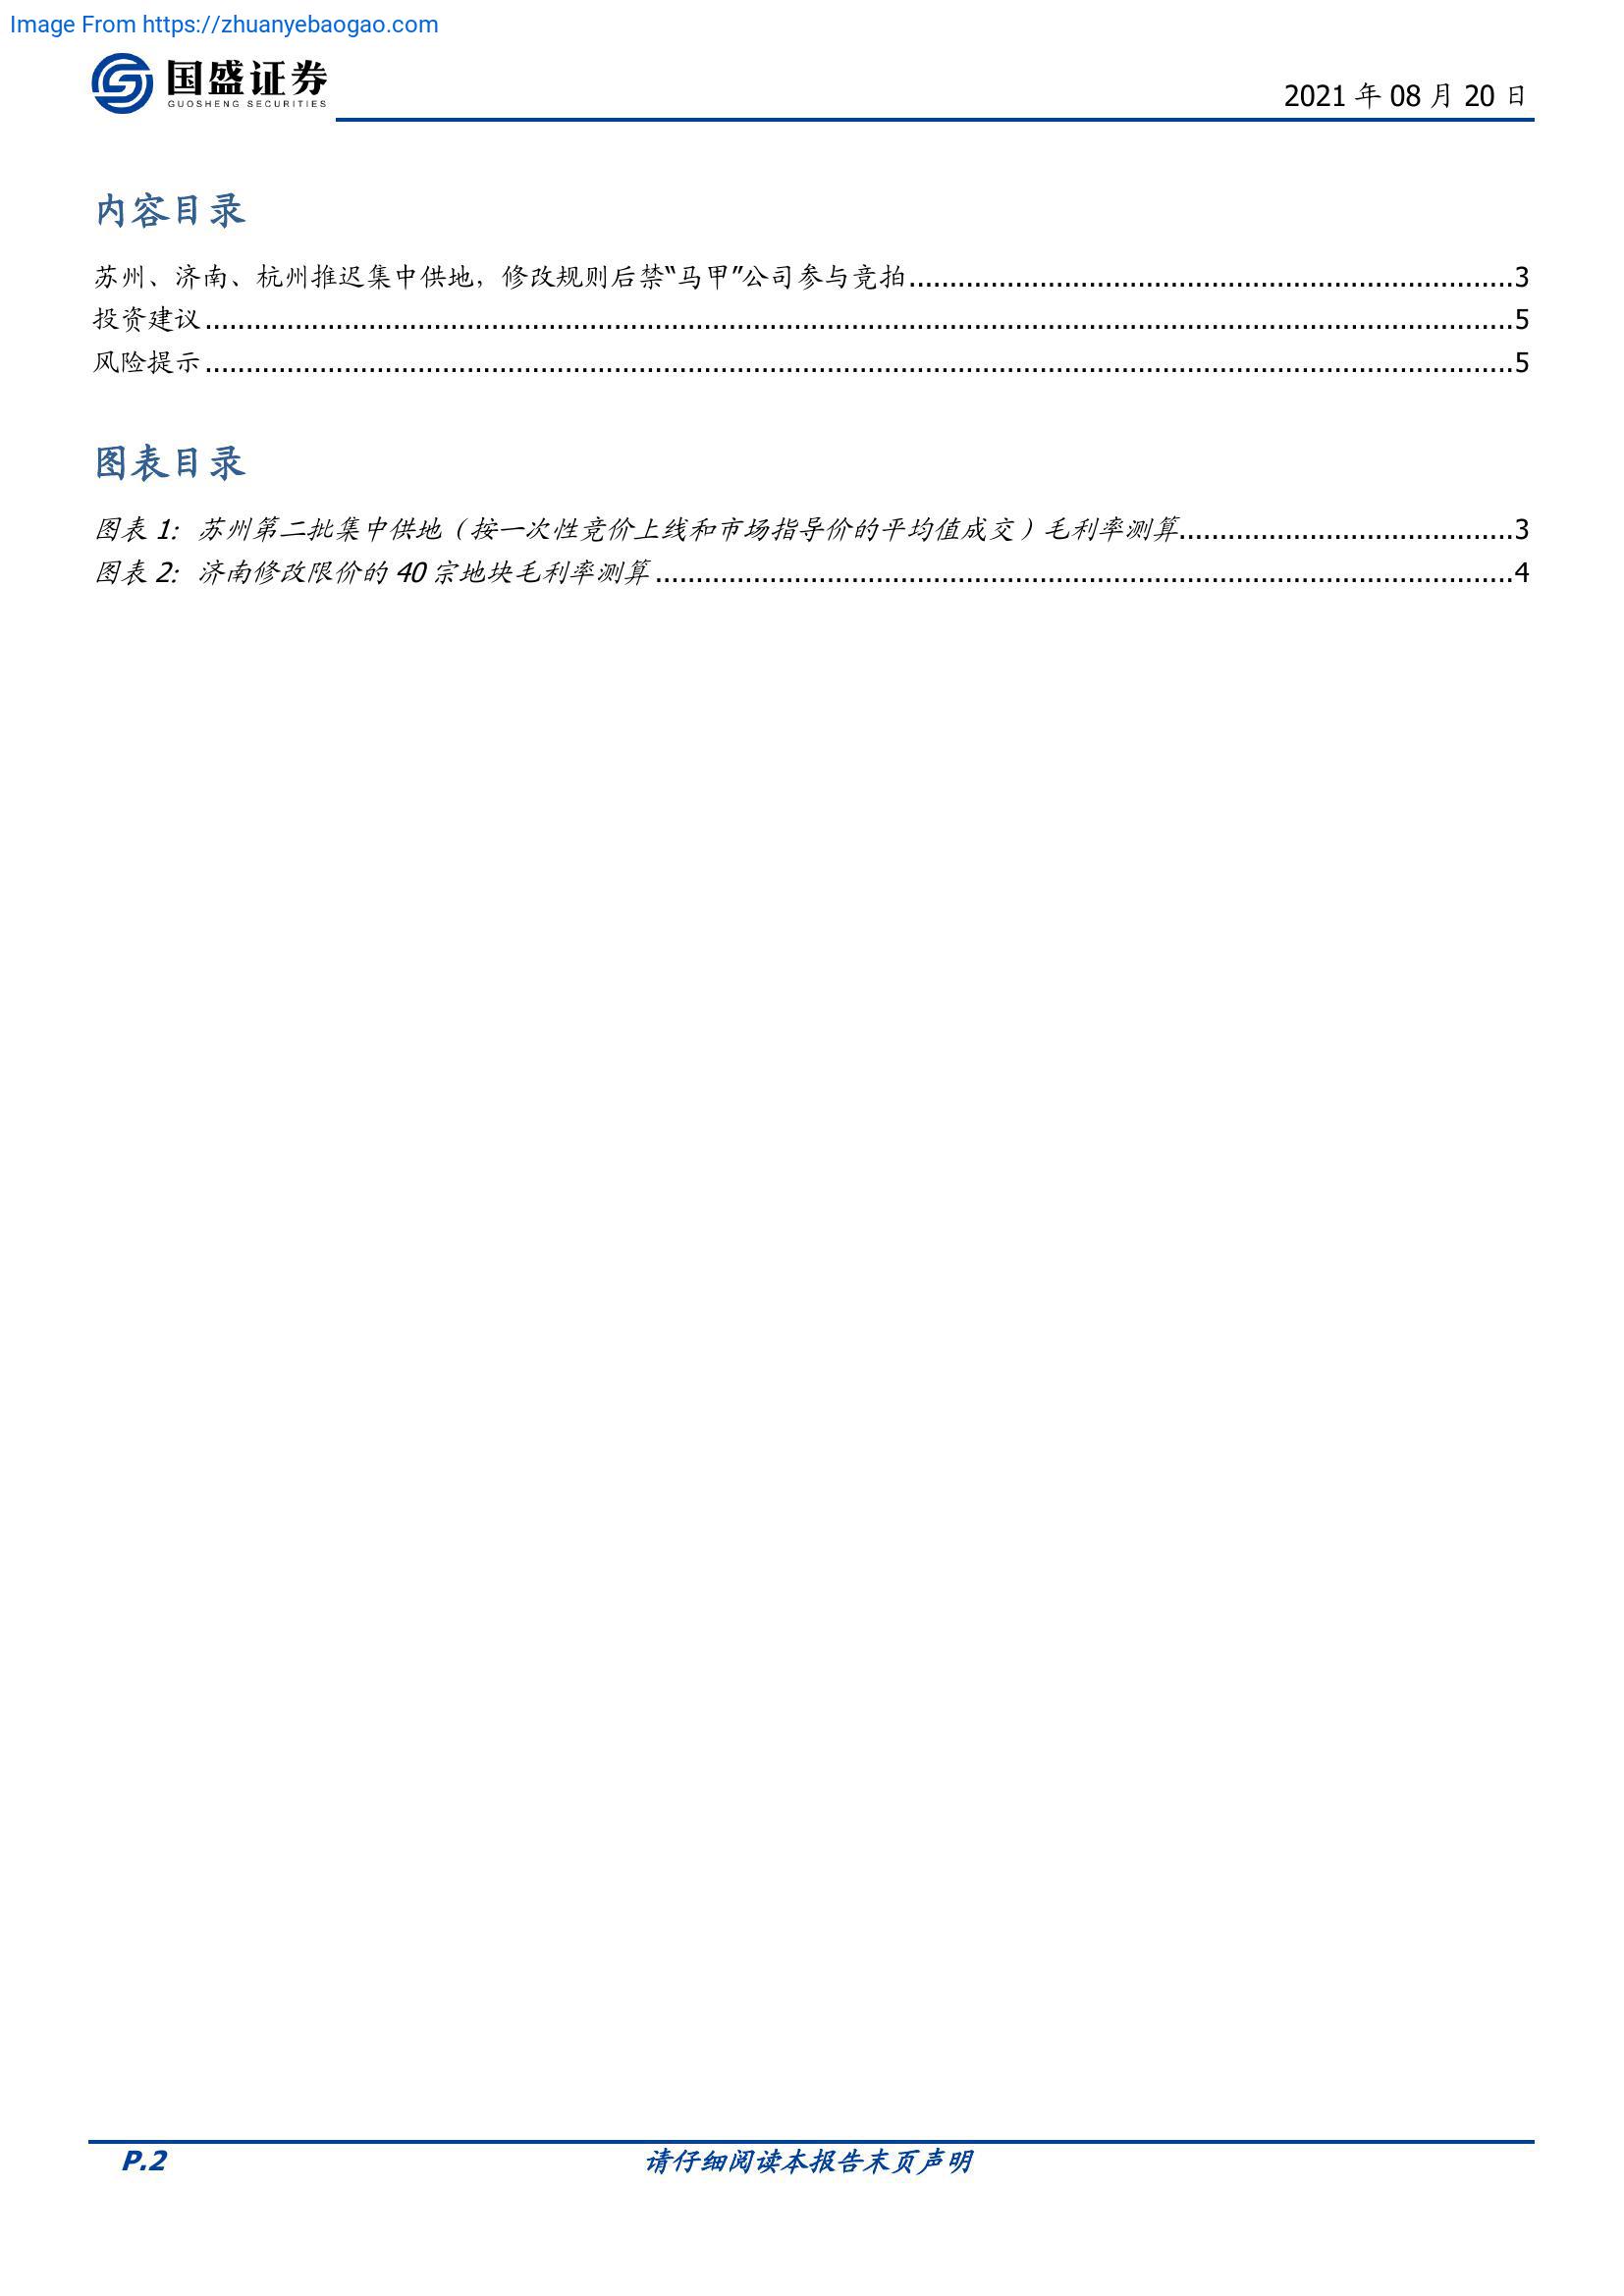 Image From https://zhuanyebaogao.com
国盛证券
GUOSHENG SECURITIES
2021 年 08 月 20 日
内容目录
苏州、济南、杭州推迟集中供地，修改规则后禁“马甲”公司参与竞拍..........................................................................3
投资建议................................................................................................................................................................5
风险提示................................................................................................................................................................5
图表目录
图表 1: 苏州第二批集中供地（按一次性竞价上线和市场指导价的平均值成交）毛利率测算.........................................3
图表 2: 济南修改限价的 40 宗地块毛利率测算.........................................................................................................4
P.2
请仔细阅读本报告末页声明